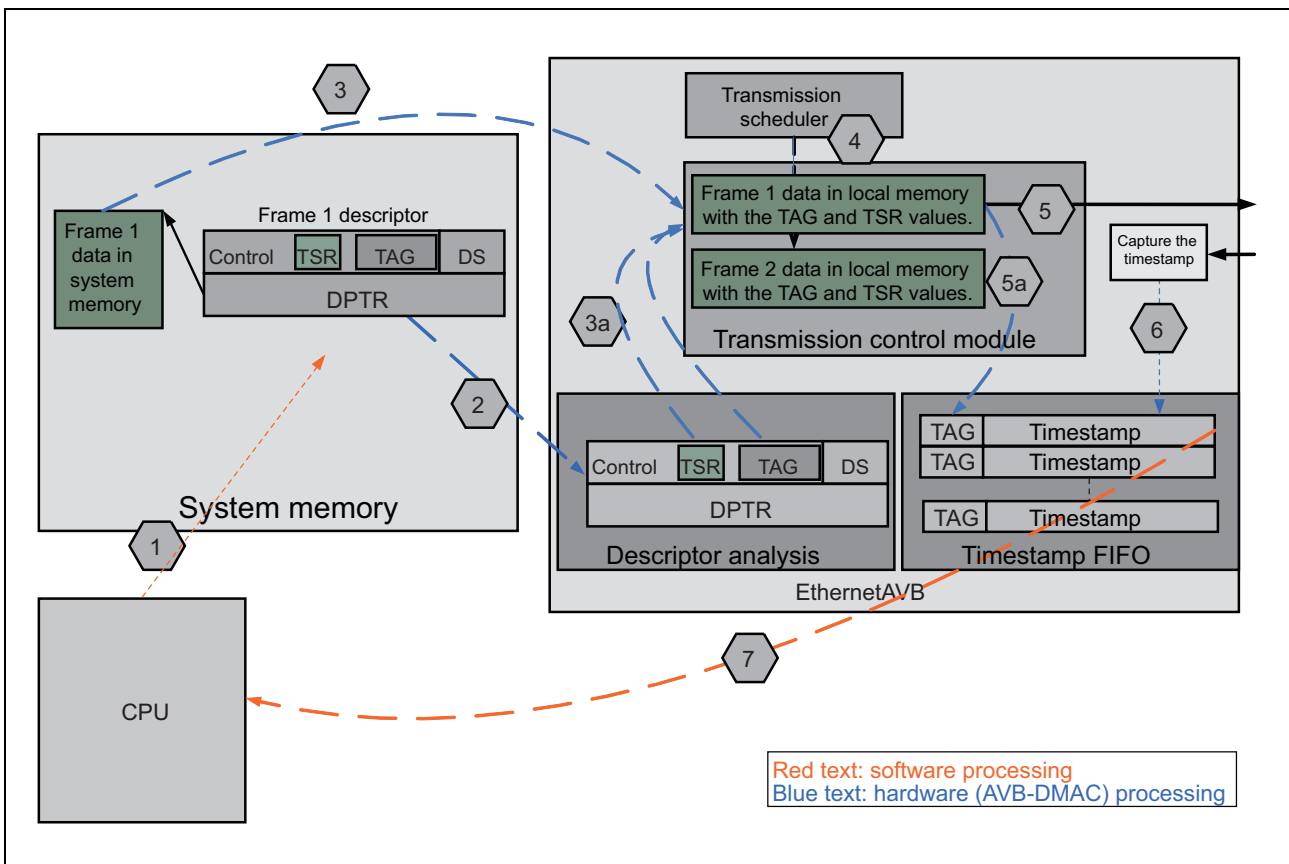 3
Transmission
scheduler
4
Frame 1 data in local memory
with the TAG and TSR values.
5
Frame 1 descriptor
Frame 1
data in
system
memory
Control
TSR
TAG
DS
DPTR
Capture the
timestamp
Frame 2 data in local memory
with the TAG and TSR values.
5a
3a
Transmission control module
6
2
TAG
Timestamp
TAG
Timestamp
Control
TSR
TAG
DS
DPTR
TAG
Timestamp
System memory
1
Descriptor analysis
Timestamp FIFO
EthernetAVB
7
CPU
Red text: software processing
Blue text: hardware (AVB-DMAC) processing